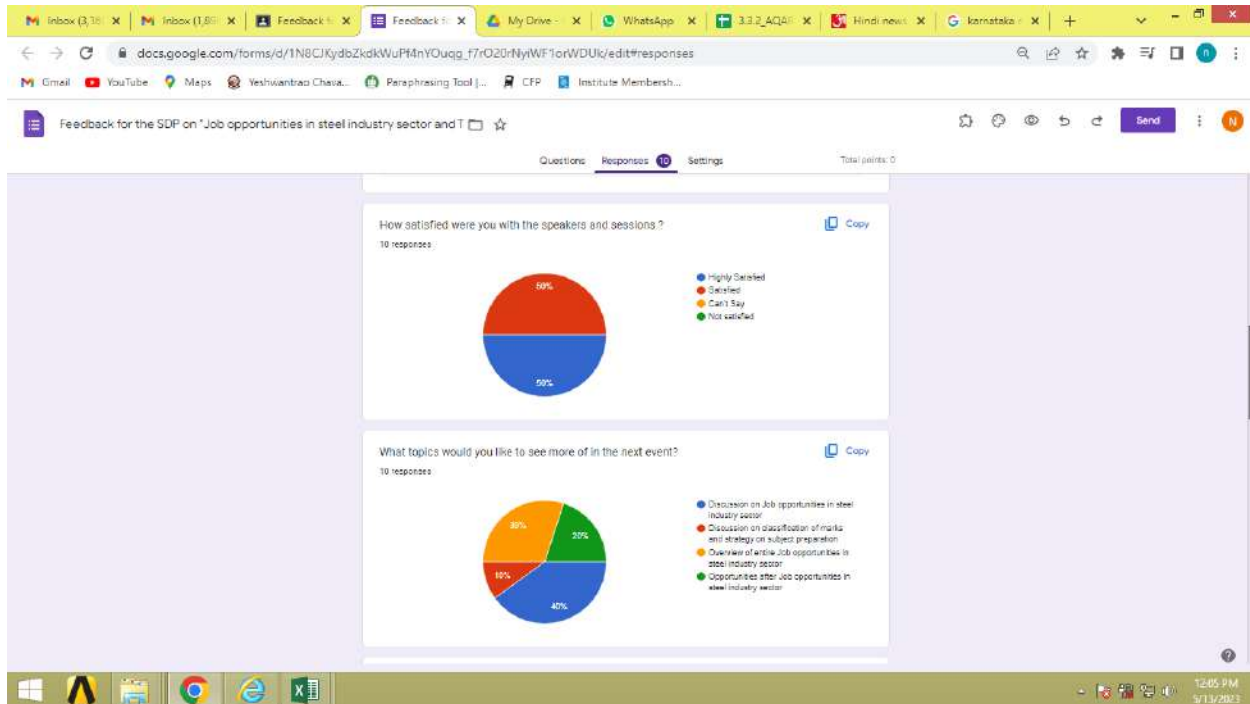 Inbox (3,18
Inbox (1,85
Feedback f
Feedback f
My Drive -
WhatsApp
3.3.2_AQAR
Hindi news
karnataka r
docs.google.com/forms/d/
/edit#responses
Gmail
YouTube
Maps
Yeshwantrao Chava...
Paraphrasing Tool |...
CFP
Institute Membersh...
Feedback for the SDP on "Job opportunities in steel industry sector and T
Send
N
Questions
Responses 10
Settings
Total points: 0
How satisfied were you with the speakers and sessions ?
Copy
10 responses
50%
50%
Highly Satisfied
Satisfied
Can't Say
Not satisfied
What topics would you like to see more of in the next event?
Copy
10 responses
30%
20%
10%
40%
Discussion on Job opportunities in steel
industry sector
Discussion on classification of marks
and strategy on subject preparation
Overview of entire Job opportunities in
steel industry sector
Opportunities after Job opportunities in
steel industry sector
12:05 PM
5/13/2023